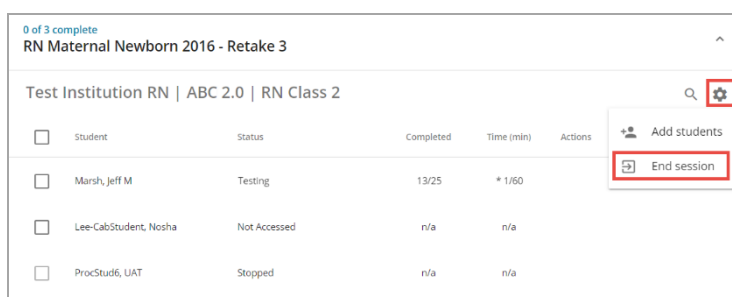 0 of 3 complete
RN Maternal Newborn 2016 - Retake 3
Test Institution RN | ABC 2.0 | RN Class 2
Student Status Completed Time (min) Actions
Add students
End session
Marsh, Jeff M Testing 13/25 * 1/60
Lee-CabStudent, Nosha Not Accessed n/a n/a
ProcStud6, UAT Stopped n/a n/a